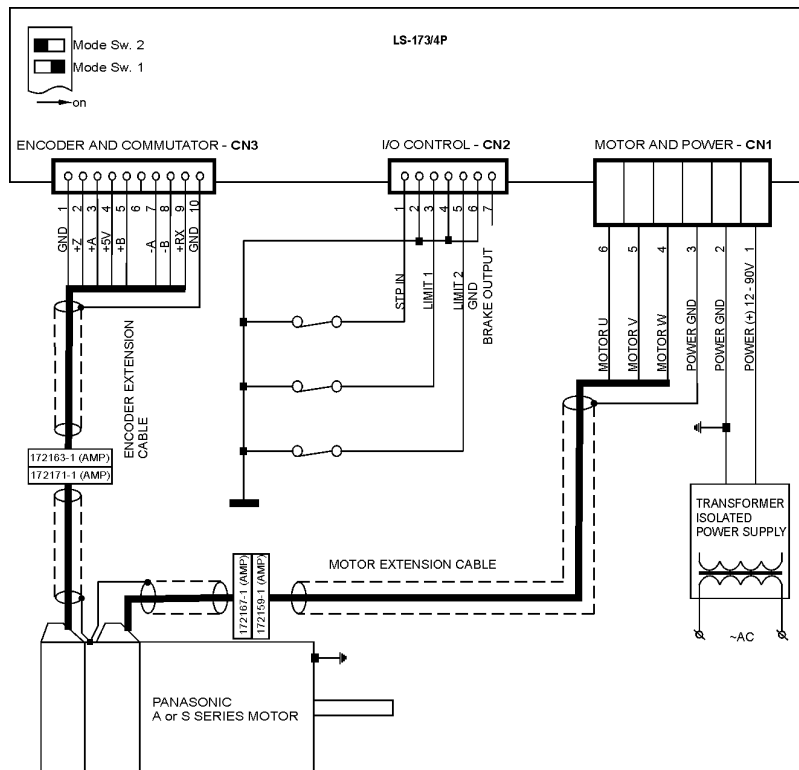 LS-173/4P
Mode Sw. 2
Mode Sw. 1
on
ENCODER AND COMMUTATOR - CN3
I/O CONTROL - CN2
MOTOR AND POWER - CN1
1 2 3 4 5 6 7 8 9 10
GND
+Z
+A
+5V
+B
-A
-B
+RX
GND
1 2 3 4 5 6 7
STP IN
LIMIT 1
LIMIT 2
GND
BRAKE OUTPUT
6 5 4 3 2 1
MOTOR U
MOTOR V
MOTOR W
POWER GND
POWER GND
POWER (+) 12 - 90V
ENCODER EXTENSION
CABLE
172163-1 (AMP)
172171-1 (AMP)
TRANSFORMER
ISOLATED
POWER SUPPLY
~AC
MOTOR EXTENSION CABLE
172167-1 (AMP)
172159-1 (AMP)
PANASONIC
A or S SERIES MOTOR